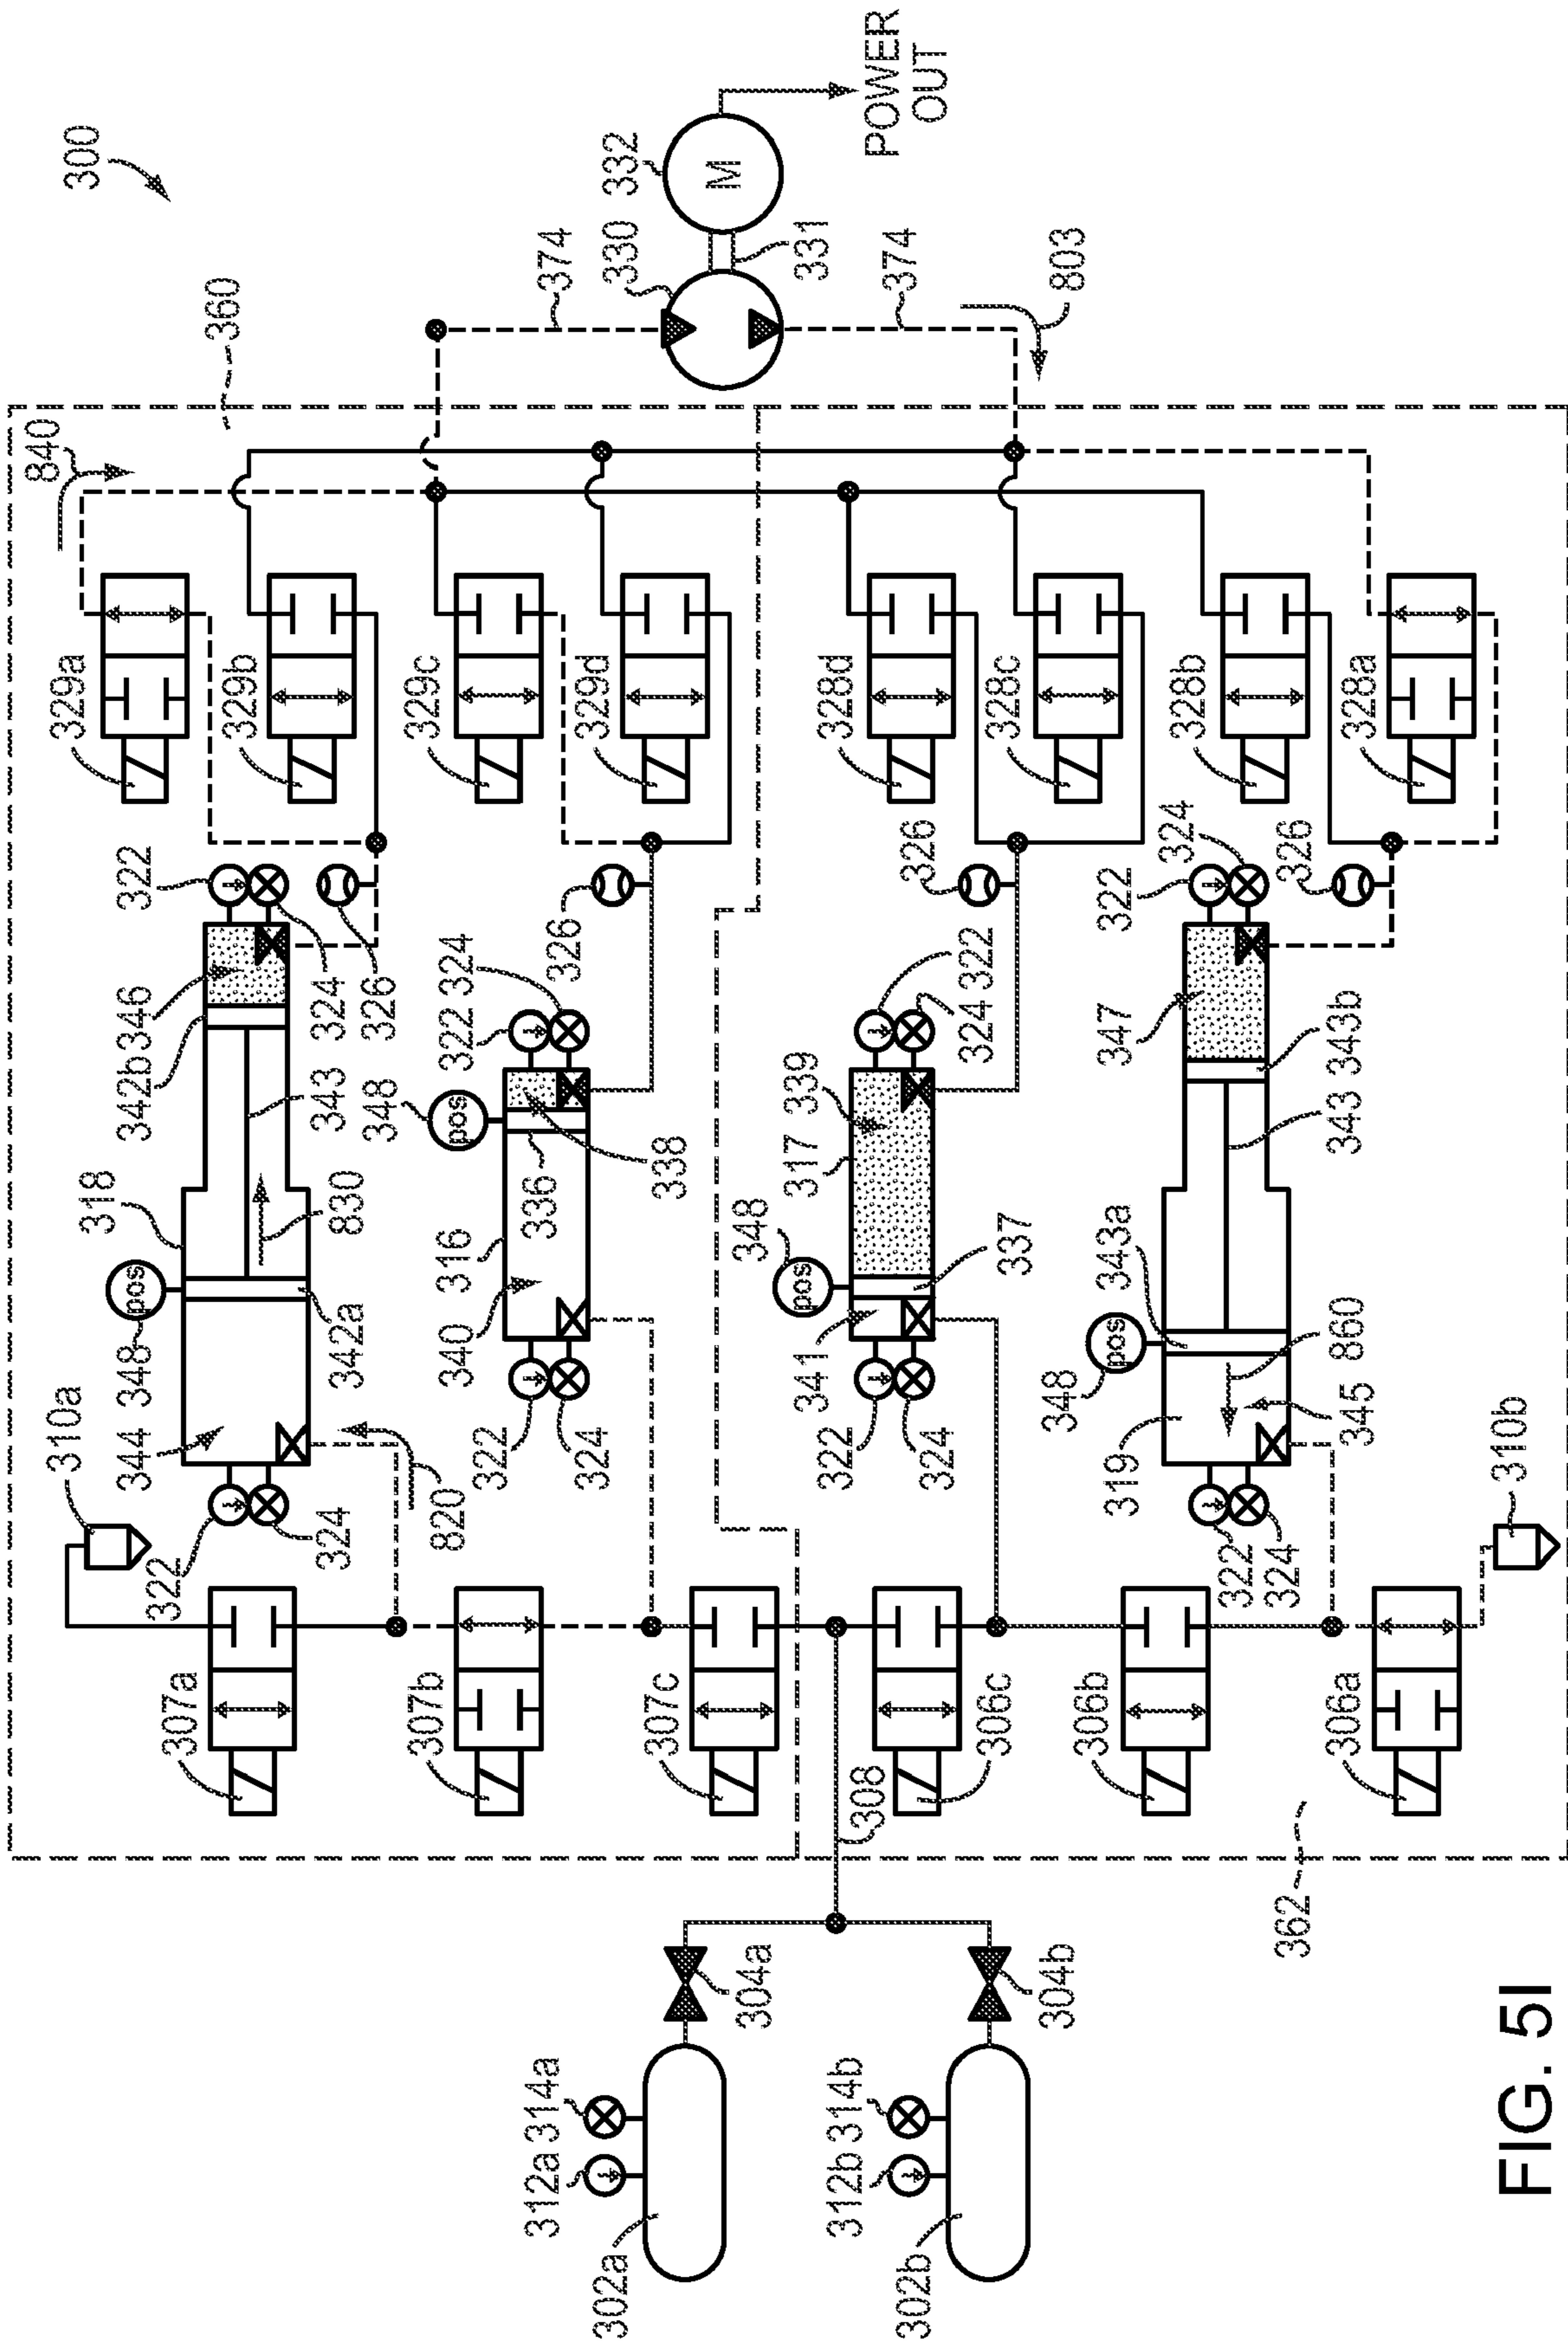 300
360
840
329a
329b
329c
329d
328d
328c
328b
328a
374
330
332
M
331
374
803
POWER
OUT
322
324
326
342b
346
343
318
830
pos
348
342a
344
310a
322
324
820
322
324
326
348
pos
316
336
338
340
322
324
326
322
324
339
317
348
pos
337
341
322
324
322
324
326
347
343b
343
343a
pos
348
860
319
345
322
324
310b
307a
307b
307c
306c
306b
306a
308
362
304a
304b
312a
314a
302a
312b
314b
302b
FIG. 5I